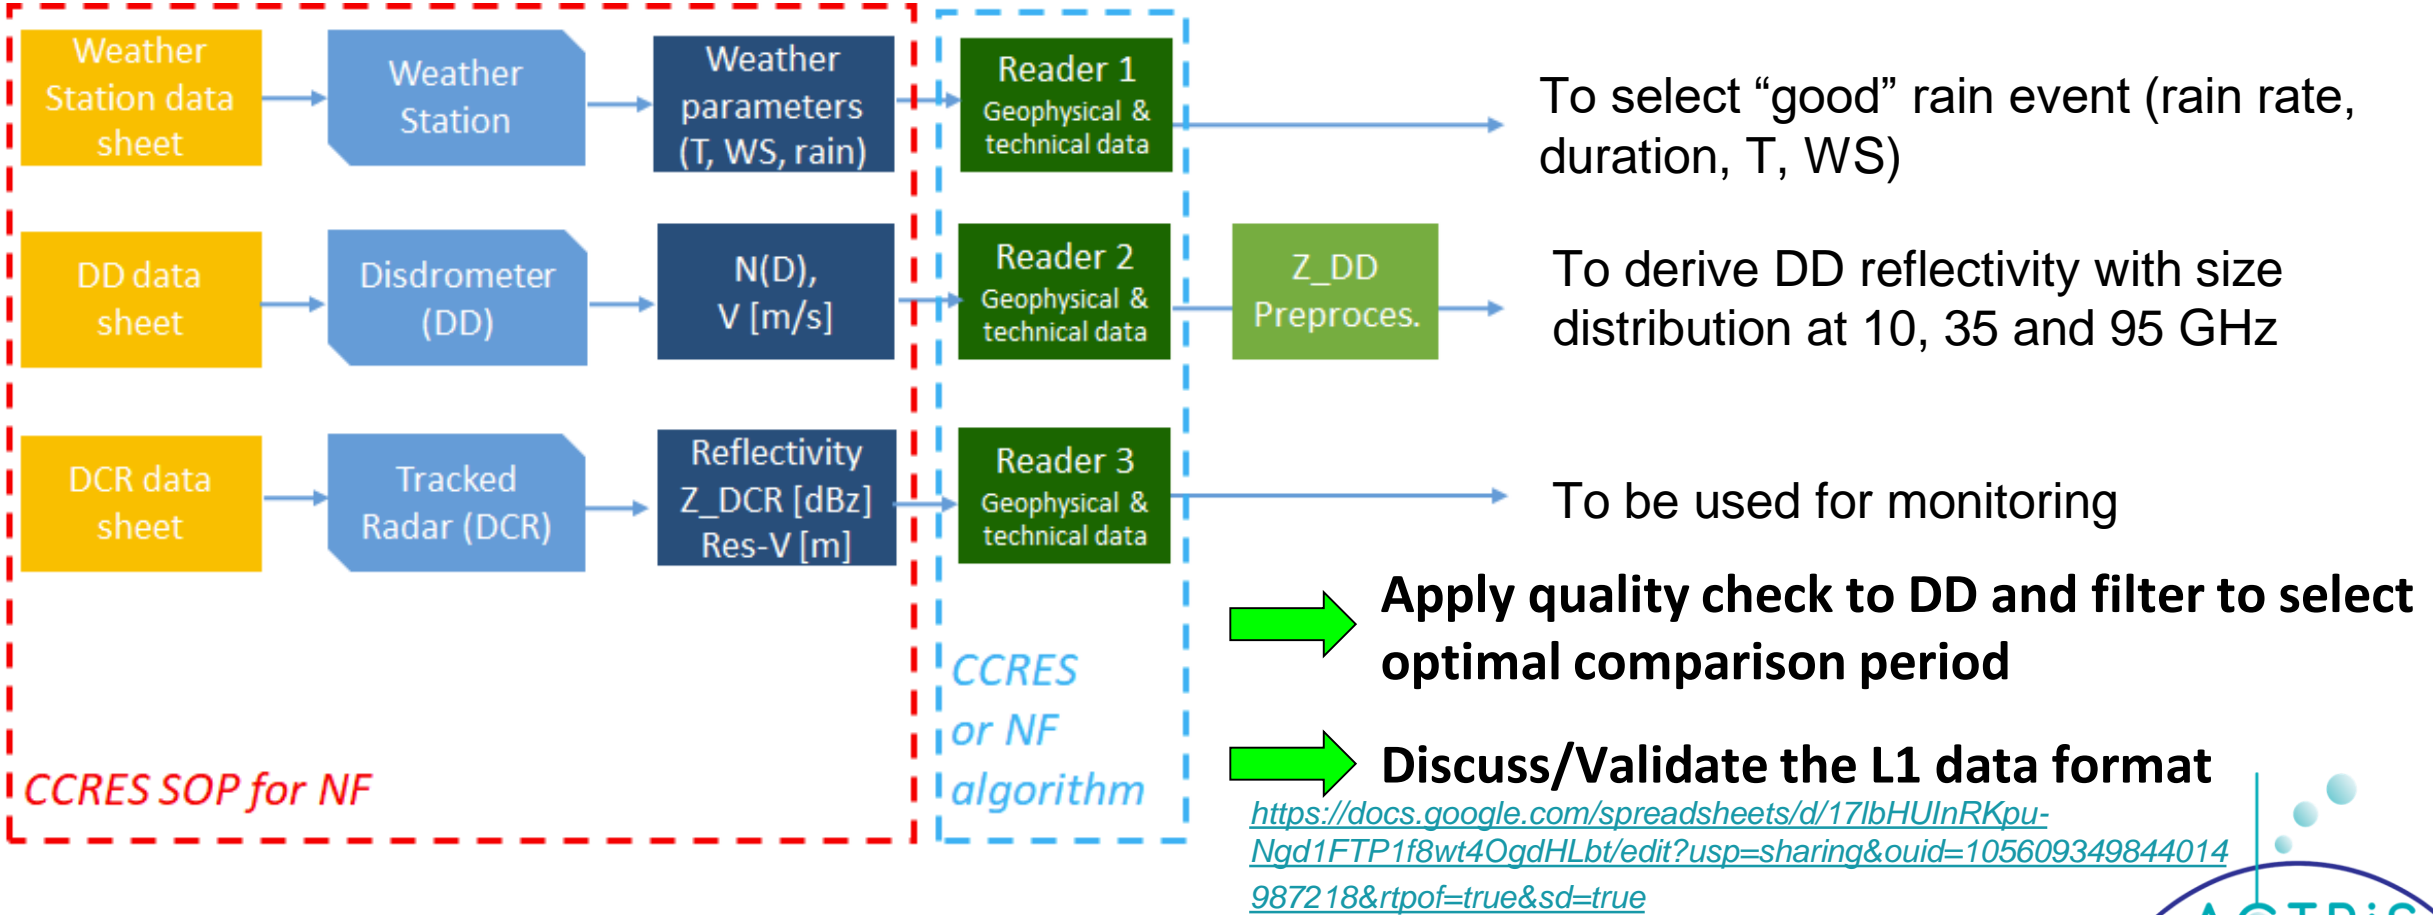 Weather
Station data
sheet
Weather
Station
Weather
parameters
(T, WS, rain)
Reader 1
Geophysical &
technical data
To select “good” rain event (rain rate,
duration, T, WS)
DD data
sheet
Disdrometer
(DD)
N(D),
V [m/s]
Reader 2
Geophysical &
technical data
Z_DD
Preproces.
To derive DD reflectivity with size
distribution at 10, 35 and 95 GHz
DCR data
sheet
Tracked
Radar (DCR)
Reflectivity
Z_DCR [dBz]
Res-V [m]
Reader 3
Geophysical &
technical data
To be used for monitoring
Apply quality check to DD and filter to select
optimal comparison period
CCRES
or NF
algorithm
CCRES SOP for NF
Discuss/Validate the L1 data format
https://docs.google.com/spreadsheets/d/17lbHUInRKpu-
Ngd1FTP1f8wt4OgdHLbt/edit?usp=sharing&ouid=105609349844014
987218&rtpof=true&sd=true
ACTRiS